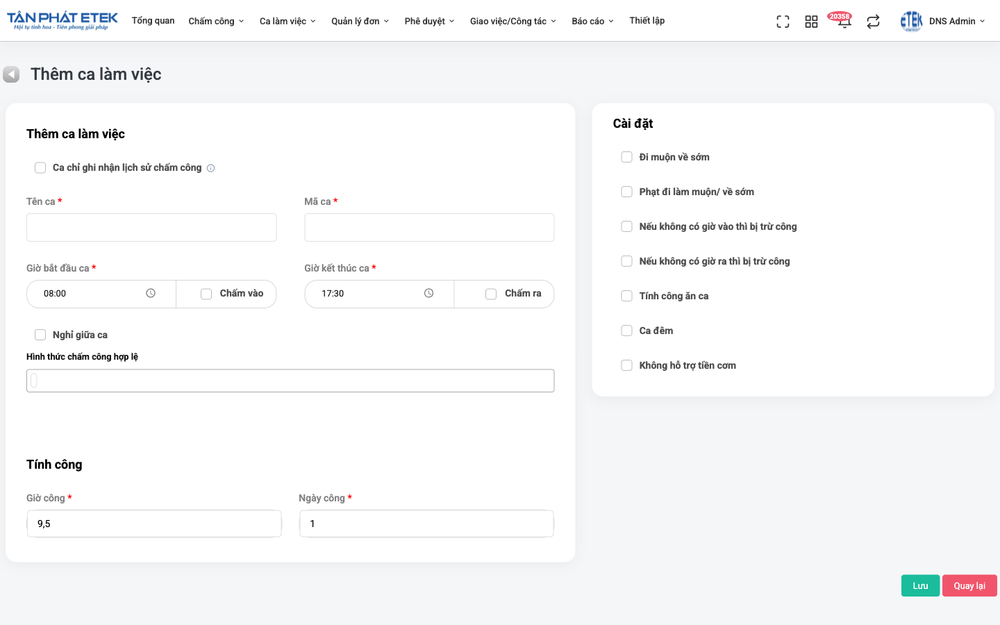 TÂN PHÁT ETEK
Hội tụ tinh hoa - Tiên phong giải pháp
Tổng quan
Chấm công
Ca làm việc
Quản lý đơn
Phê duyệt
Giao việc/Công tác
Báo cáo
Thiết lập
20358
ETEK
DNS Admin
Thêm ca làm việc
Thêm ca làm việc
Ca chỉ ghi nhận lịch sử chấm công
Tên ca *
Mã ca *
Giờ bắt đầu ca *
Giờ kết thúc ca *
08:00
Chấm vào
17:30
Chấm ra
Nghỉ giữa ca
Hình thức chấm công hợp lệ
Tính công
Giờ công *
Ngày công *
9,5
1
Cài đặt
Đi muộn về sớm
Phạt đi làm muộn/ về sớm
Nếu không có giờ vào thì bị trừ công
Nếu không có giờ ra thì bị trừ công
Tính công ăn ca
Ca đêm
Không hỗ trợ tiền cơm
Lưu
Quay lại